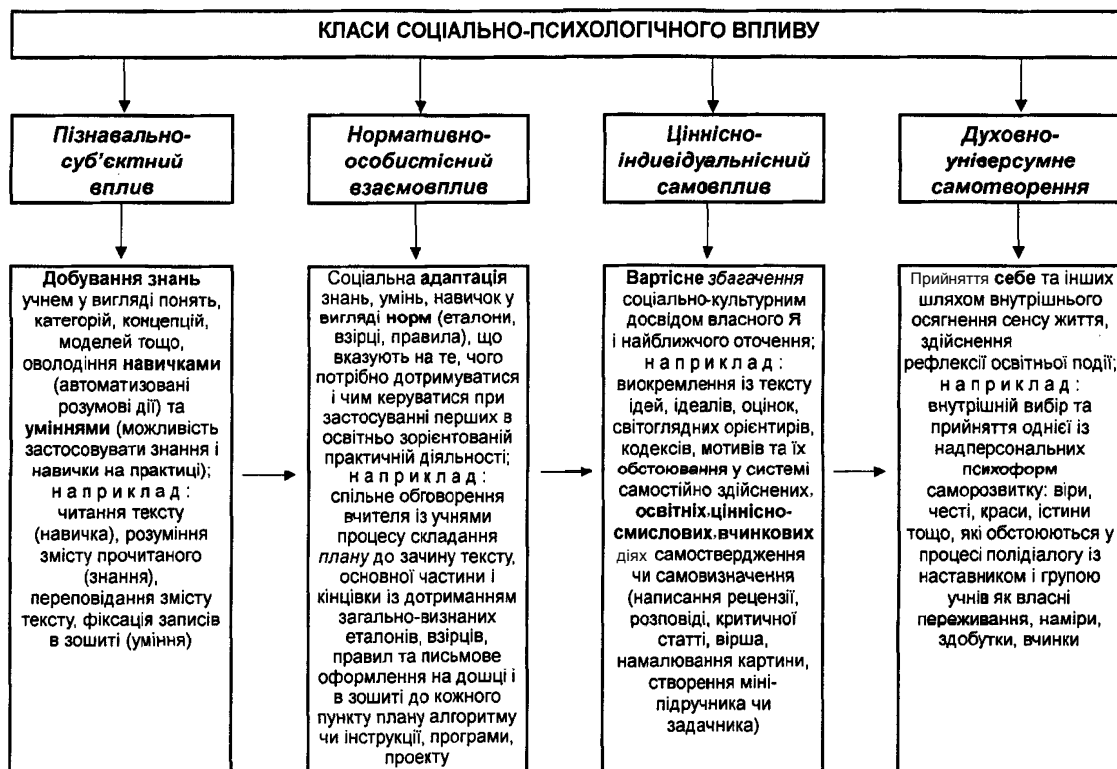 КЛАСИ СОЦІАЛЬНО-ПСИХОЛОГІЧНОГО ВПЛИВУ
Пізнавально-
суб’єктний
вплив
Нормативно-
особистісний
взаємовплив
Ціннісно-
індивідуальнісний
самовплив
Духовно-
універсумне
самотворення
Добування знань
учнем у вигляді понять,
категорій, концепцій,
моделей тощо,
оволодіння навичками
(автоматизовані
розумові дії) та
уміннями (можливість
застосовувати знання і
навички на практиці);
н а п р и к л а д :
читання тексту
(навичка), розуміння
змісту прочитаного
(знання),
переповідання змісту
тексту, фіксація записів
в зошиті (уміння)
Соціальна адаптація
знань, умінь, навичок у
вигляді норм (еталони,
взірці, правила), що
вказують на те, чого
потрібно дотримуватися
і чим керуватися при
застосуванні перших в
освітньо зорієнтованій
практичній діяльності;
н а п р и к л а д :
спільне обговорення
вчителя із учнями
процесу складання
плану до зачину тексту,
основної частини і
кінцівки із дотриманням
загально-визнаних
еталонів, взірців,
правил та письмове
оформлення на дошці і
в зошиті до кожного
пункту плану алгоритму
чи інструкції, програми,
проекту
Вартісне збагачення
соціально-культурним
досвідом власного Я
і найближчого оточення;
н а п р и к л а д :
виокремлення із тексту
ідей, ідеалів, оцінок,
світоглядних орієнтирів,
кодексів, мотивів та їх
обстоювання у системі
самостійно здійснених,
освітніх,ціннісно-
смислових,вчинкових
діях самоствердження
чи самовизначення
(написання рецензії,
розповіді, критичної
статті, вірша,
намалювання картини,
створення міні-
підручника чи
задачника)
Прийняття себе та інших
шляхом внутрішнього
осягнення сенсу життя,
здійснення
рефлексії освітньої події;
н а п р и к л а д :
внутрішній вибір та
прийняття однієї із
надперсональних
психоформ
саморозвитку: віри,
честі, краси, істини
тощо, які обстоюються у
процесі полідіалогу із
наставником і групою
учнів як власні
переживання, наміри,
здобутки, вчинки